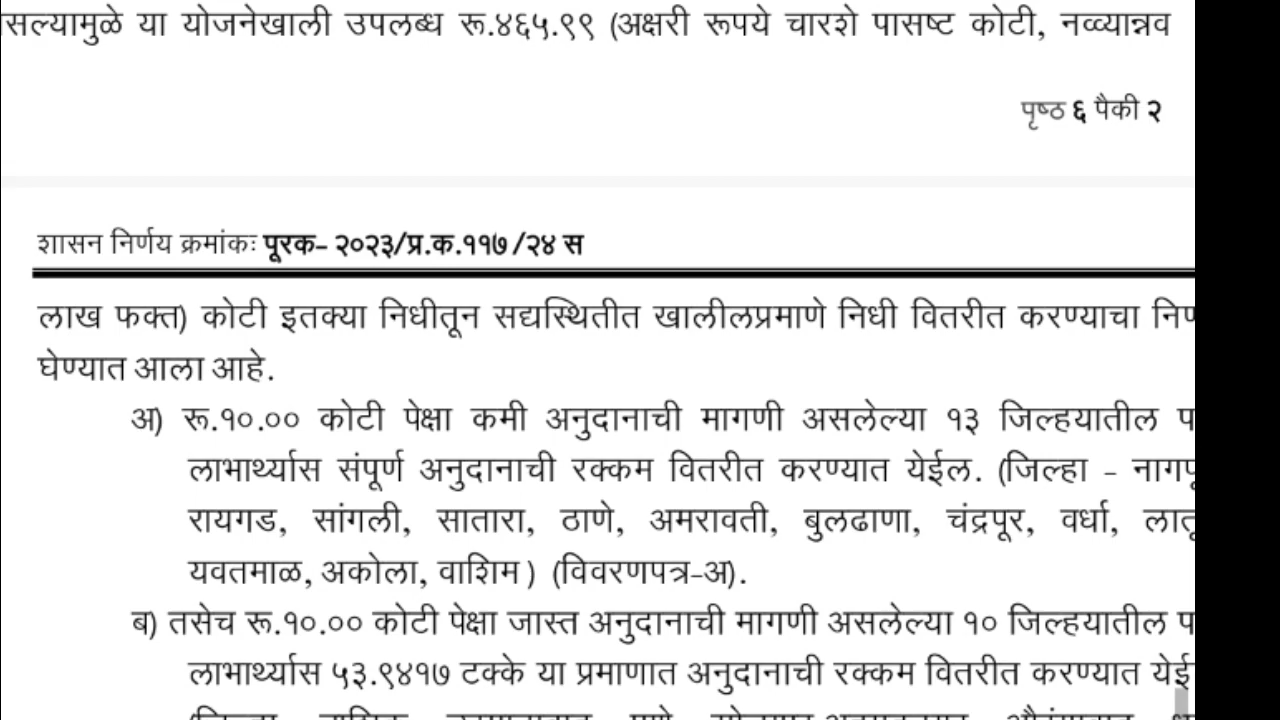 सल्यामुळे या योजनेखाली उपलब्ध रू.४६५.९९ (अक्षरी रूपये चारशे पासष्ट कोटी, नव्व्यान्नव
पृष्ठ ६ पैकी २
शासन निर्णय क्रमांकः पूरक- २०२३/प्र.क.११७ /२४ स
लाख फक्त) कोटी इतक्या निधीतून सद्यस्थितीत खालीलप्रमाणे निधी वितरीत करण्याचा
घेण्यात आला आहे.
अ) रू.१०.०० कोटी पेक्षा कमी अनुदानाची मागणी असलेल्या १३ जिल्हयातील
लाभार्थ्यास संपूर्ण अनुदानाची रक्कम वितरीत करण्यात येईल. (जिल्हा - नागपू
रायगड, सांगली, सातारा, ठाणे, अमरावती, बुलढाणा, चंद्रपूर, वर्धा, लातू
यवतमाळ, अकोला, वाशिम ) (विवरणपत्र-अ).
ब) तसेच रू.१०.०० कोटी पेक्षा जास्त अनुदानाची मागणी असलेल्या १० जिल्हयातील
लाभार्थ्यास ५३.९४१७ टक्के या प्रमाणात अनुदानाची रक्कम वितरीत करण्यात येई